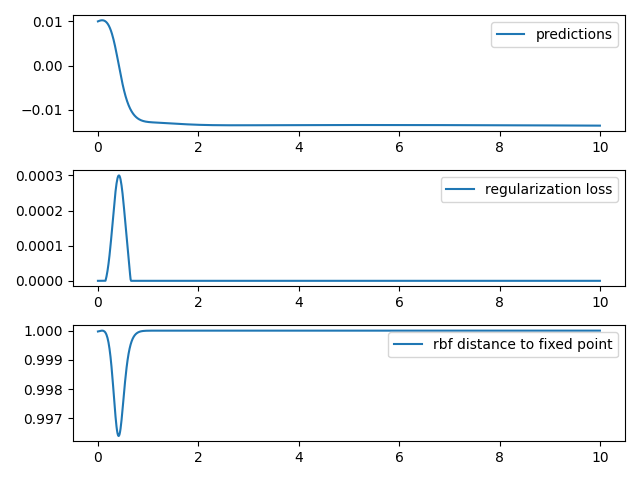 0.01
0.00
−0.01
predictions
0 2 4 6 8 10
0.0003
0.0002
0.0001
0.0000
regularization loss
0 2 4 6 8 10
1.000
0.999
0.998
0.997
rbf distance to fixed point
0 2 4 6 8 10